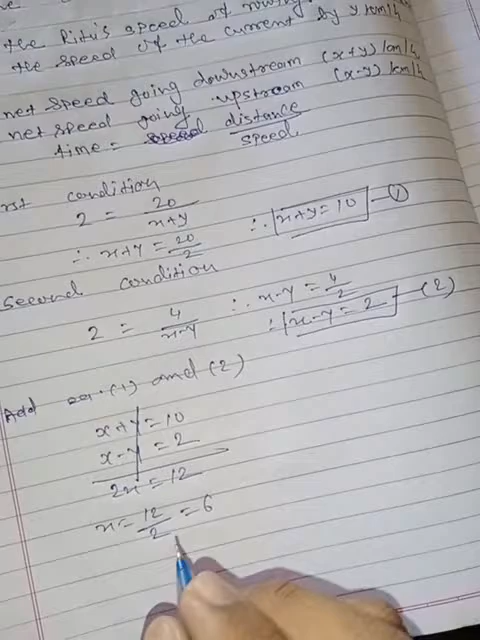 the Ritu's speed of rowing
the speed of the current by y km/h
net speed going downstream (x+y) km/h
net speed going upstream (x-y) km/h
time = distance / speed
rst condition
2 = 20 / x+y ∴ x+y = 10 — (1)
∴ x+y = 20/2
Second condition
2 = 4 / x-y ∴ x-y = 4/2
∴ x-y = 2 — (2)
Add eq. (1) and (2)
x+y = 10
x-y = 2
2x = 12
x = 12/2 = 6